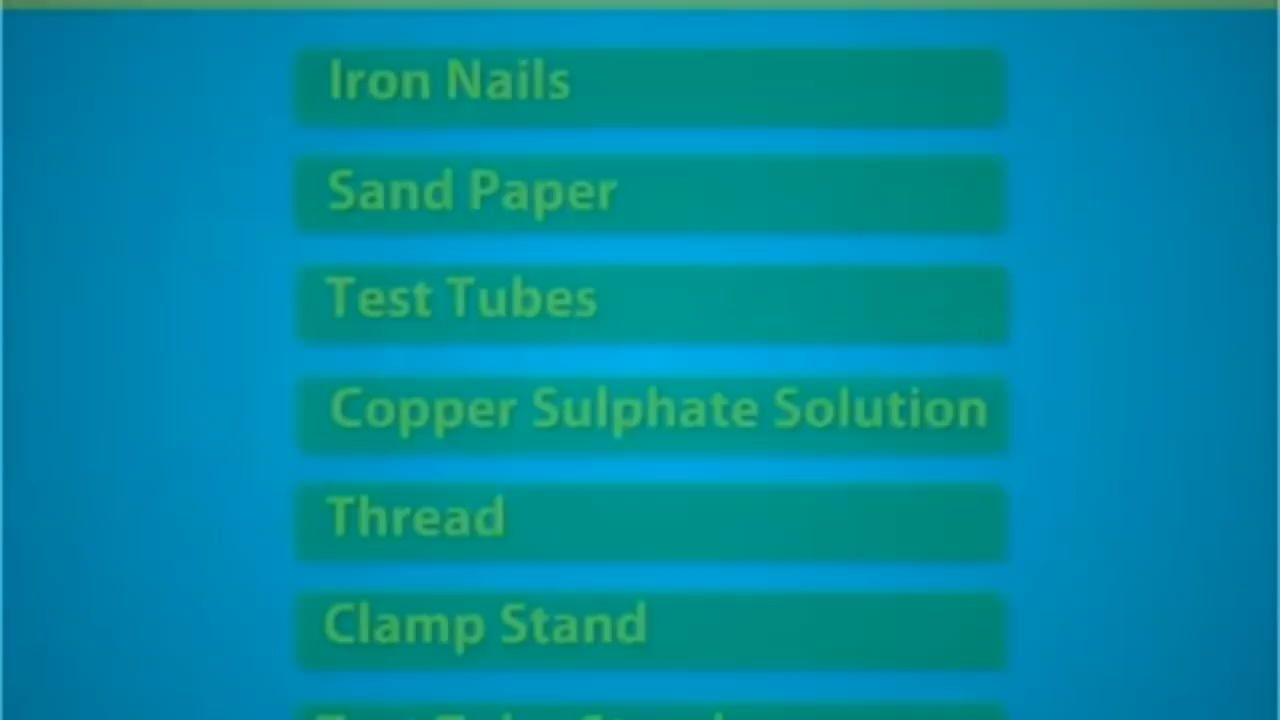 Iron Nails
Sand Paper
Test Tubes
Copper Sulphate Solution
Thread
Clamp Stand